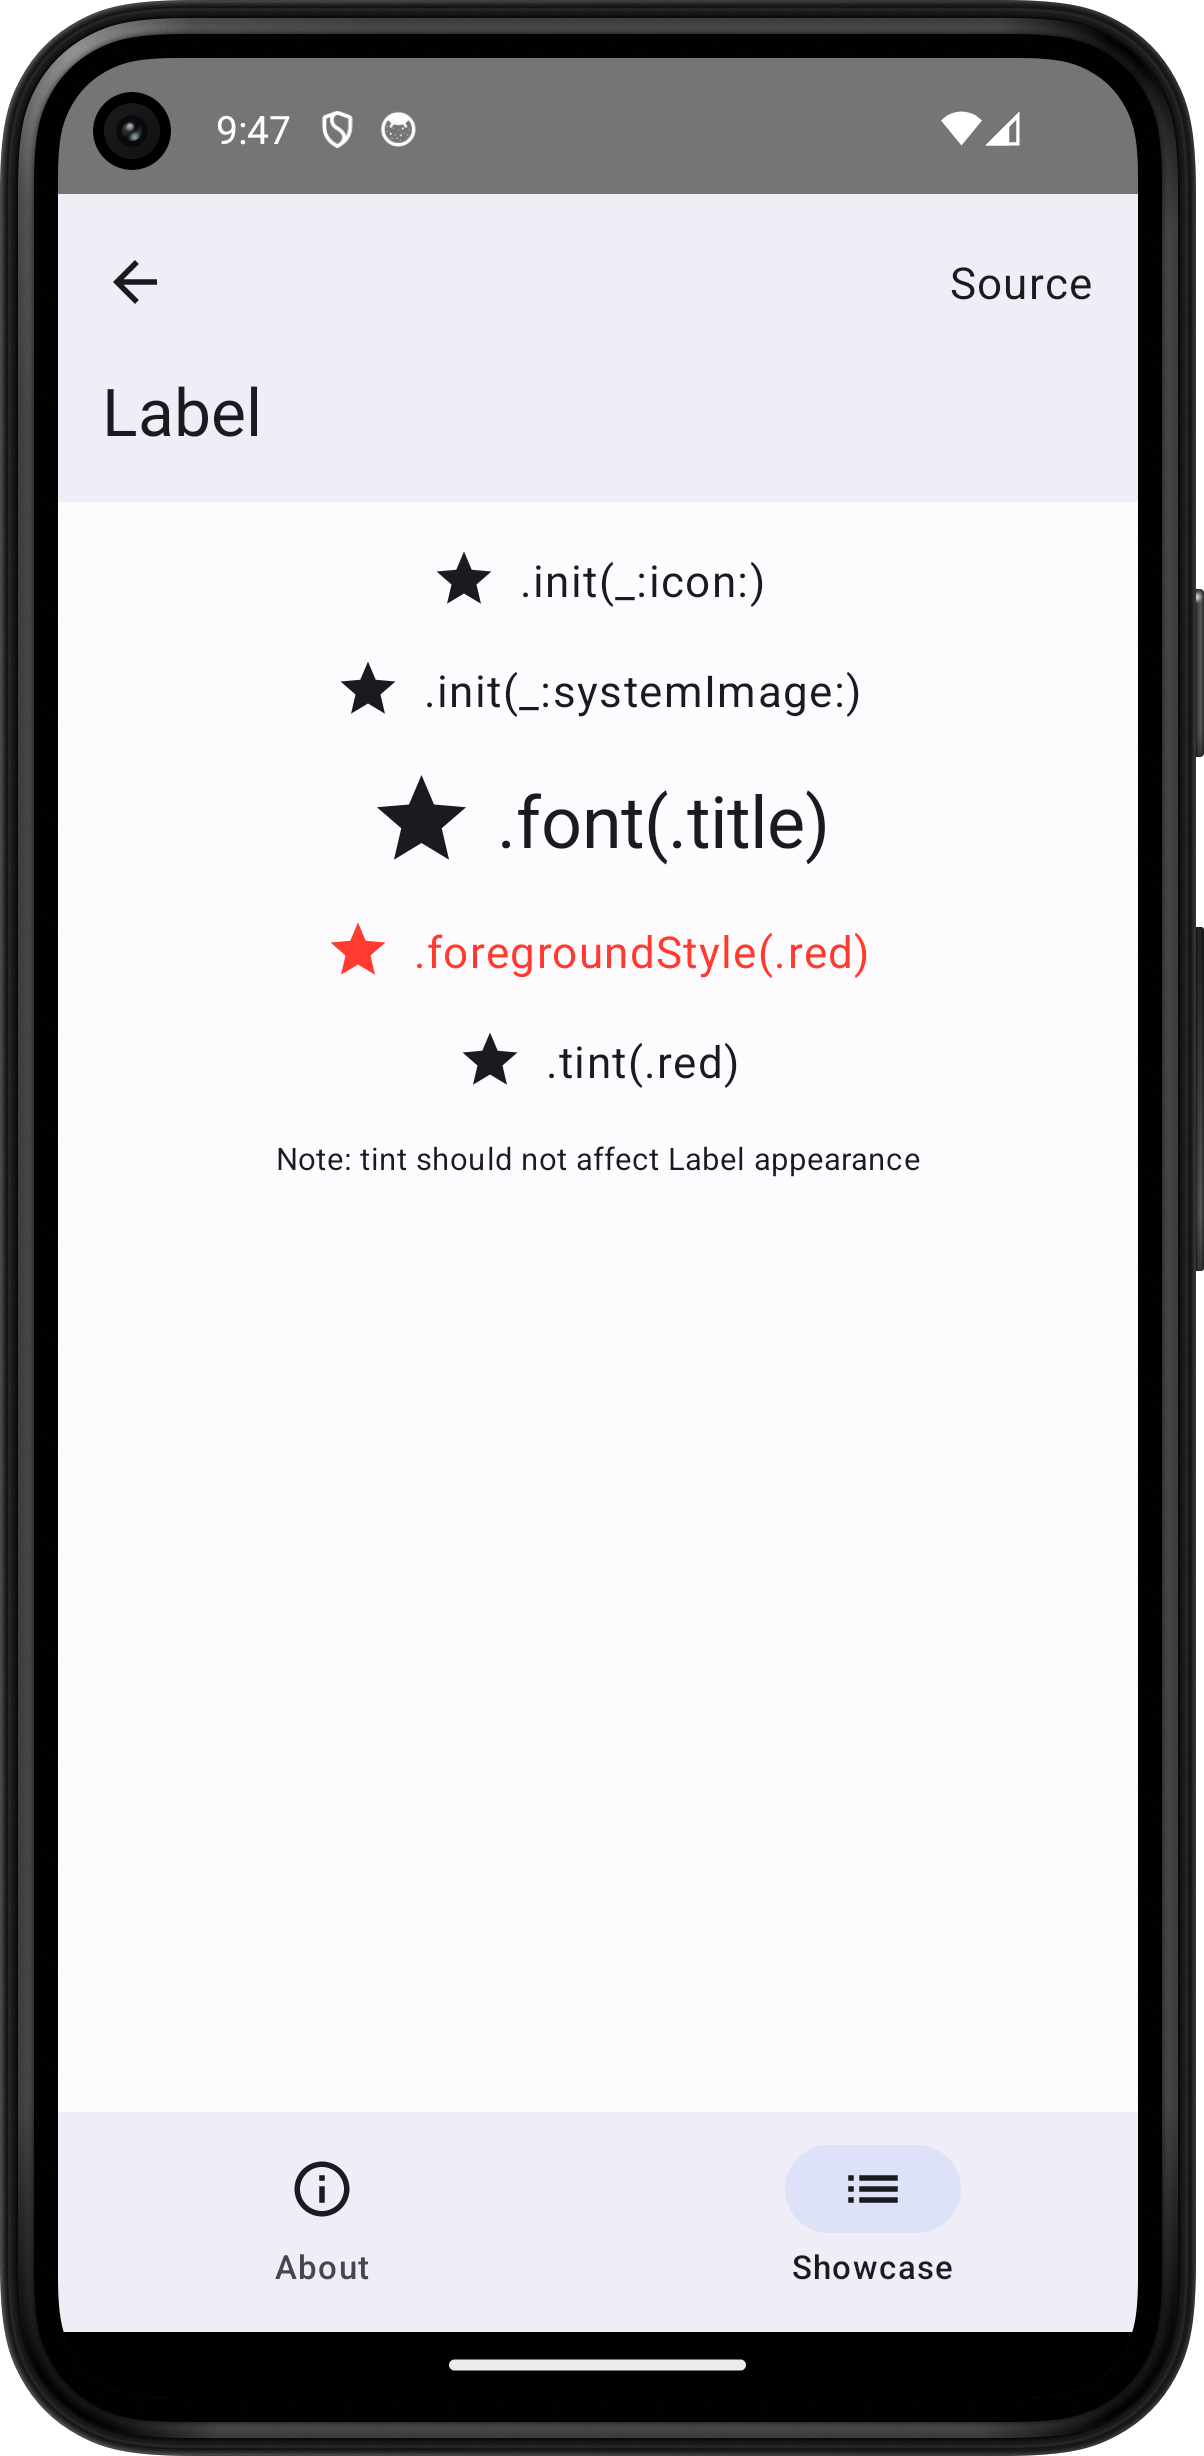 9:47
Source
Label
.init(_:icon:)
.init(_:systemImage:)
.font(.title)
.foregroundStyle(.red)
.tint(.red)
Note: tint should not affect Label appearance
About
Showcase